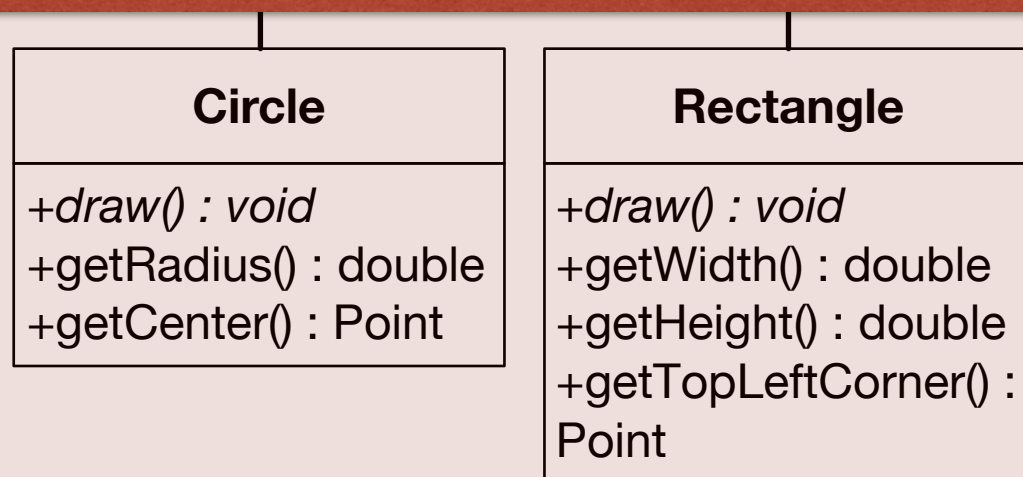 Circle
+draw() : void
+getRadius() : double
+getCenter() : Point
Rectangle
+draw() : void
+getWidth() : double
+getHeight() : double
+getTopLeftCorner() :
Point